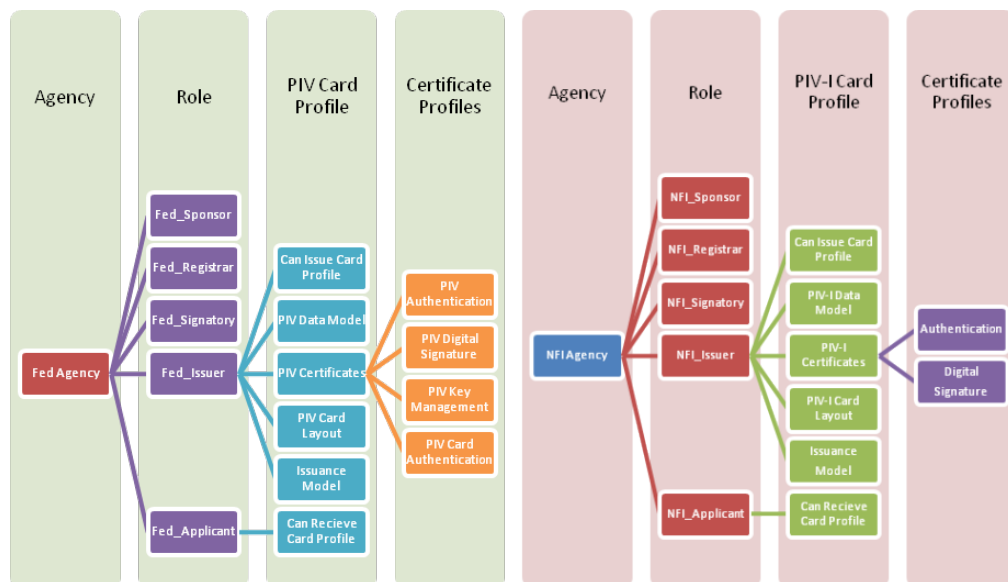 Agency
Role
PIV Card
Profile
Certificate
Profiles
Fed Agency
Fed_Sponsor
Fed_Registrar
Fed_Signatory
Fed_Issuer
Fed_Applicant
Can Issue Card
Profile
PIV Data Model
PIV Certificates
PIV Card
Layout
Issuance
Model
Can Recieve
Card Profile
PIV
Authentication
PIV Digital
Signature
PIV Key
Management
PIV Card
Authentication
Agency
Role
PIV-I Card
Profile
Certificate
Profiles
NFI Agency
NFI_Sponsor
NFI_Registrar
NFI_Signatory
NFI_Issuer
NFI_Applicant
Can Issue Card
Profile
PIV-I Data
Model
PIV-I
Certificates
PIV-I Card
Layout
Issuance
Model
Can Recieve
Card Profile
Authentication
Digital
Signature